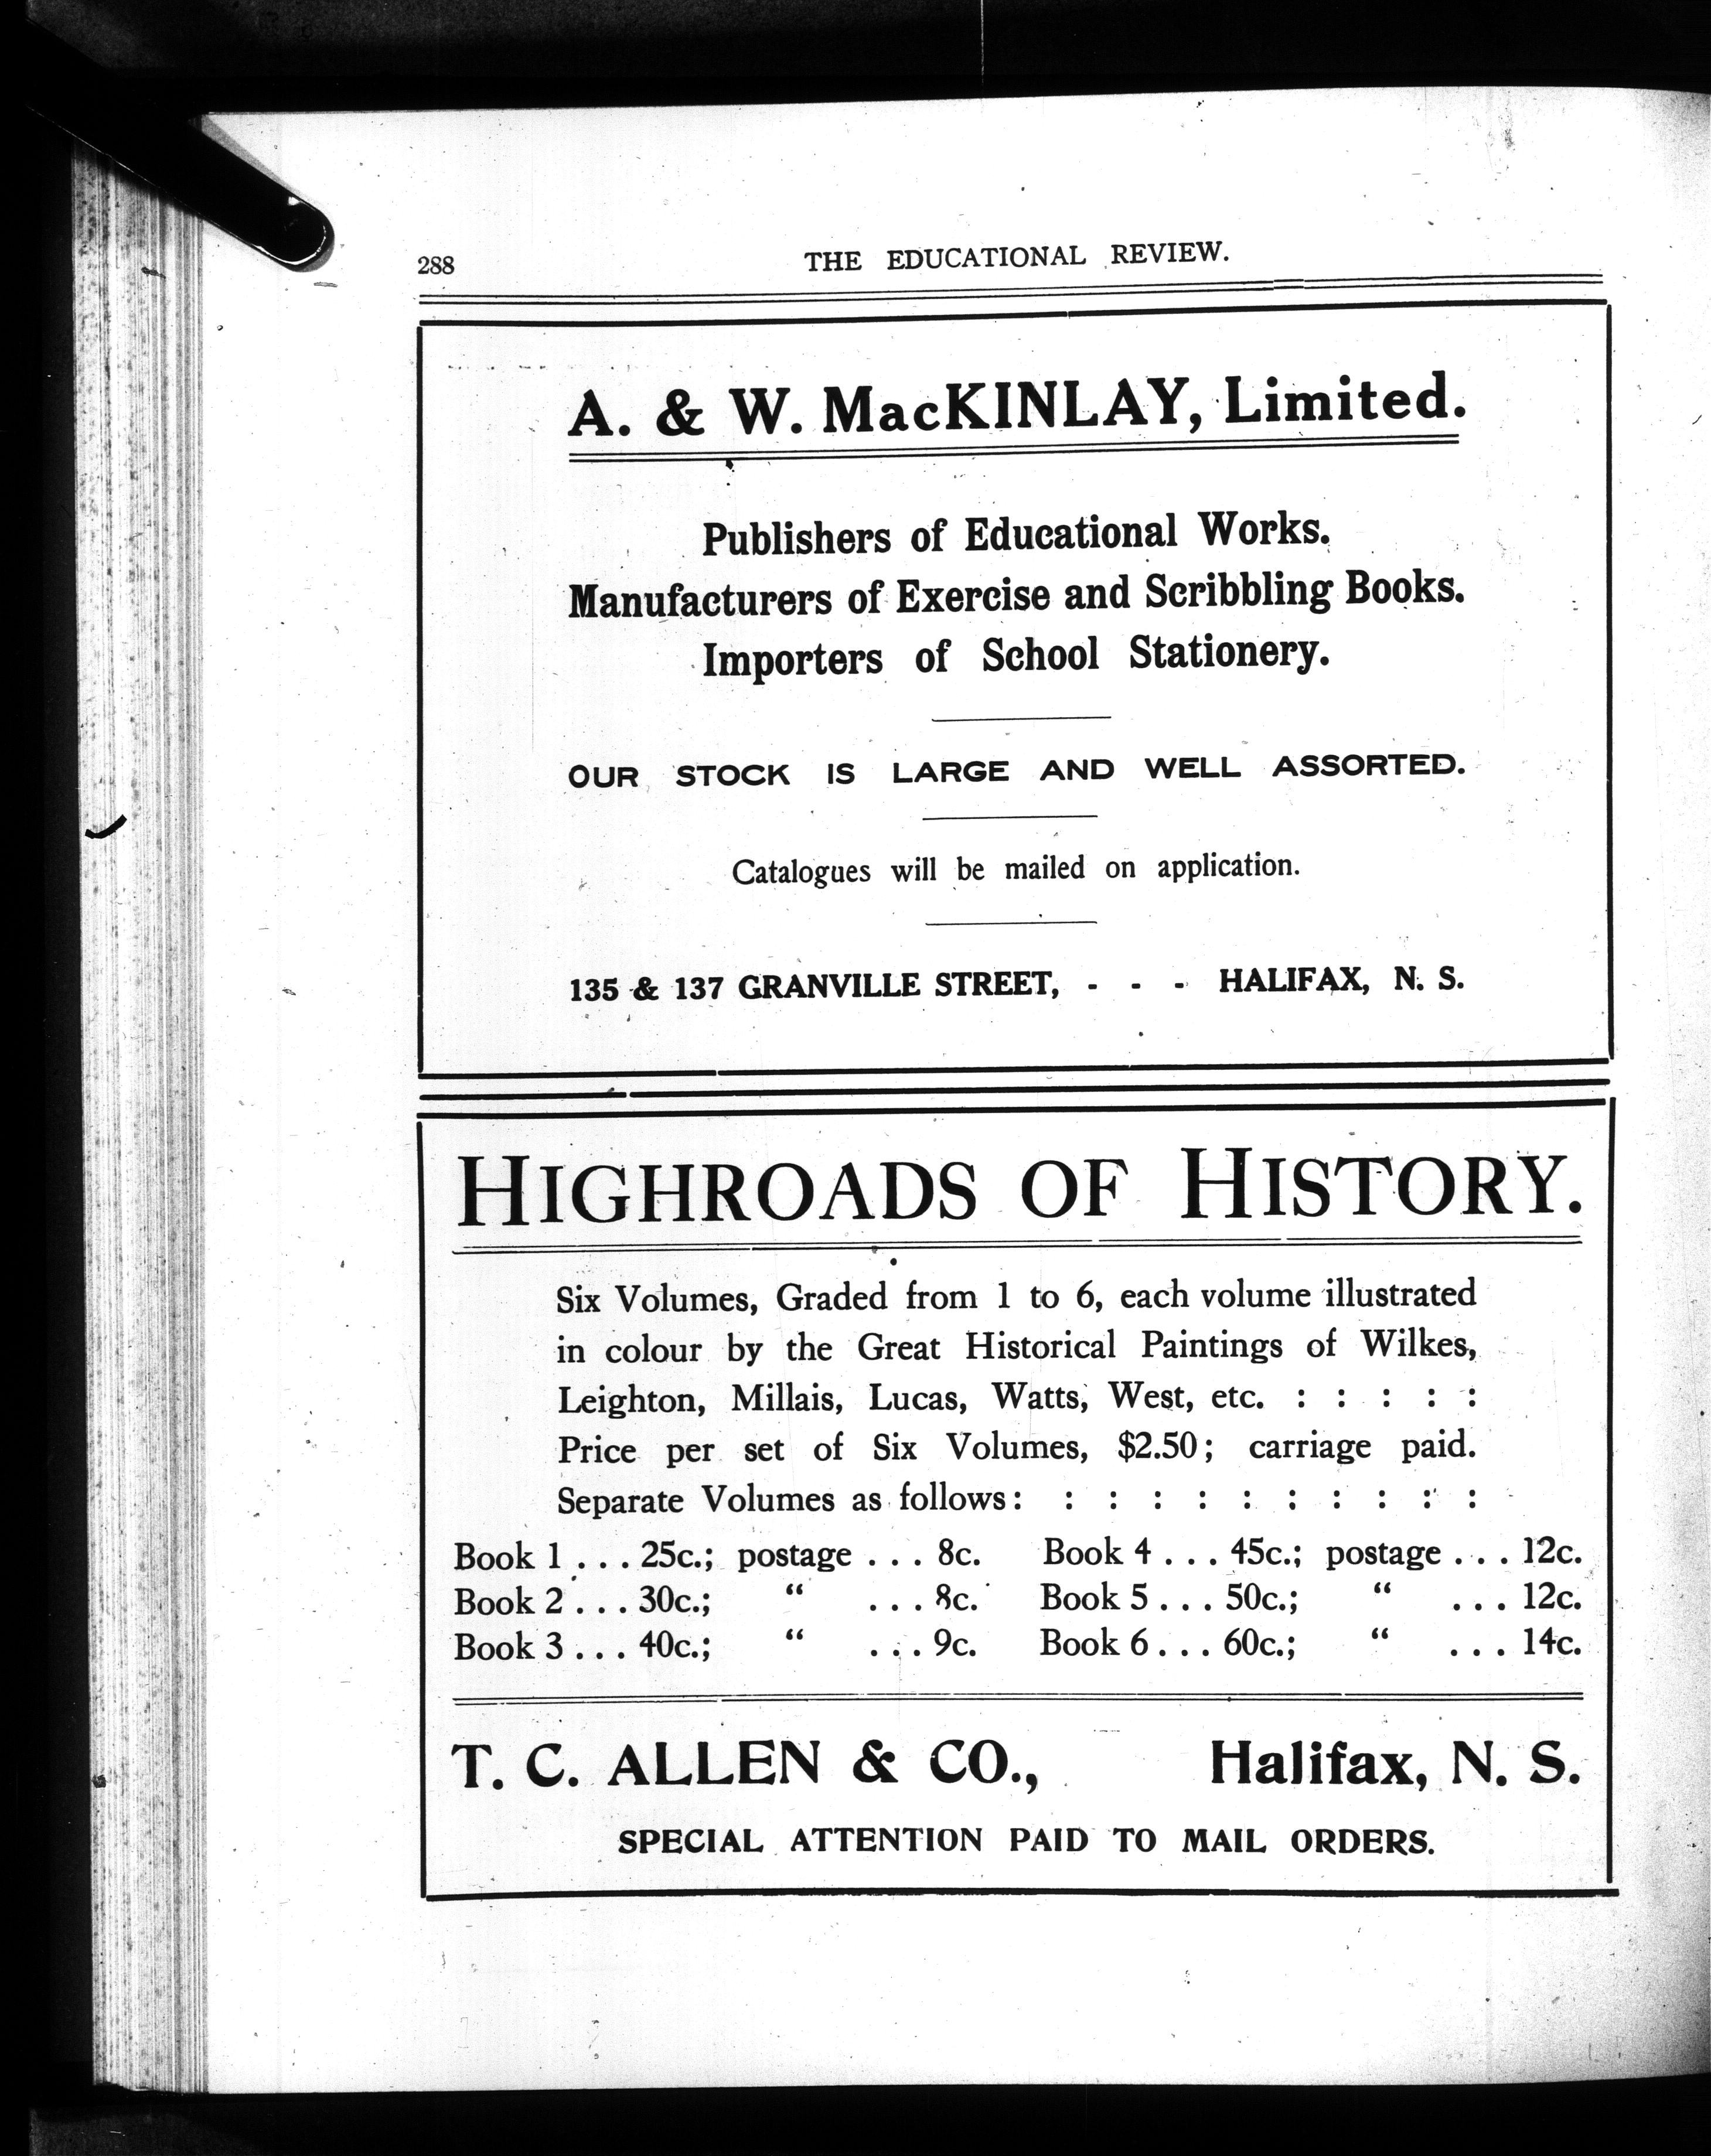 288
THE EDUCATIONAL REVIEW.
A. & W. MacKINLAY, Limited.
Publishers of Educational Works.
Manufacturers of Exercise and Scribbling Books.
Importers of School Stationery.
OUR STOCK IS LARGE AND WELL ASSORTED.
Catalogues will be mailed on application.
135 & 137 GRANVILLE STREET, - - - HALIFAX, N. S.
HIGHROADS OF HISTORY.
Six Volumes, Graded from 1 to 6, each volume illustrated
in colour by the Great Historical Paintings of Wilkes,
Leighton, Millais, Lucas, Watts, West, etc. : : : : :
Price per set of Six Volumes, $2.50; carriage paid.
Separate Volumes as follows: : : : : : : : : : :
Book 1 . . . 25c.; postage . . . 8c. Book 4 . . . 45c.; postage . . . 12c.
Book 2 . . . 30c.; “ . . . 8c. Book 5 . . . 50c.; “ . . . 12c.
Book 3 . . . 40c.; “ . . . 9c. Book 6 . . . 60c.; “ . . . 14c.
T. C. ALLEN & CO., Halifax, N. S.
SPECIAL ATTENTION PAID TO MAIL ORDERS.